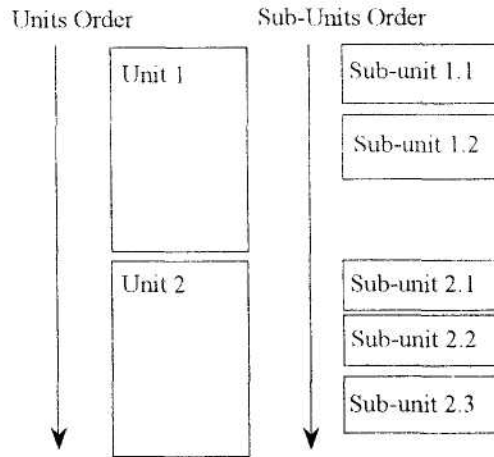 Units Order
Sub-Units Order
Unit 1
Sub-unit 1.1
Sub-unit 1.2
Unit 2
Sub-unit 2.1
Sub-unit 2.2
Sub-unit 2.3